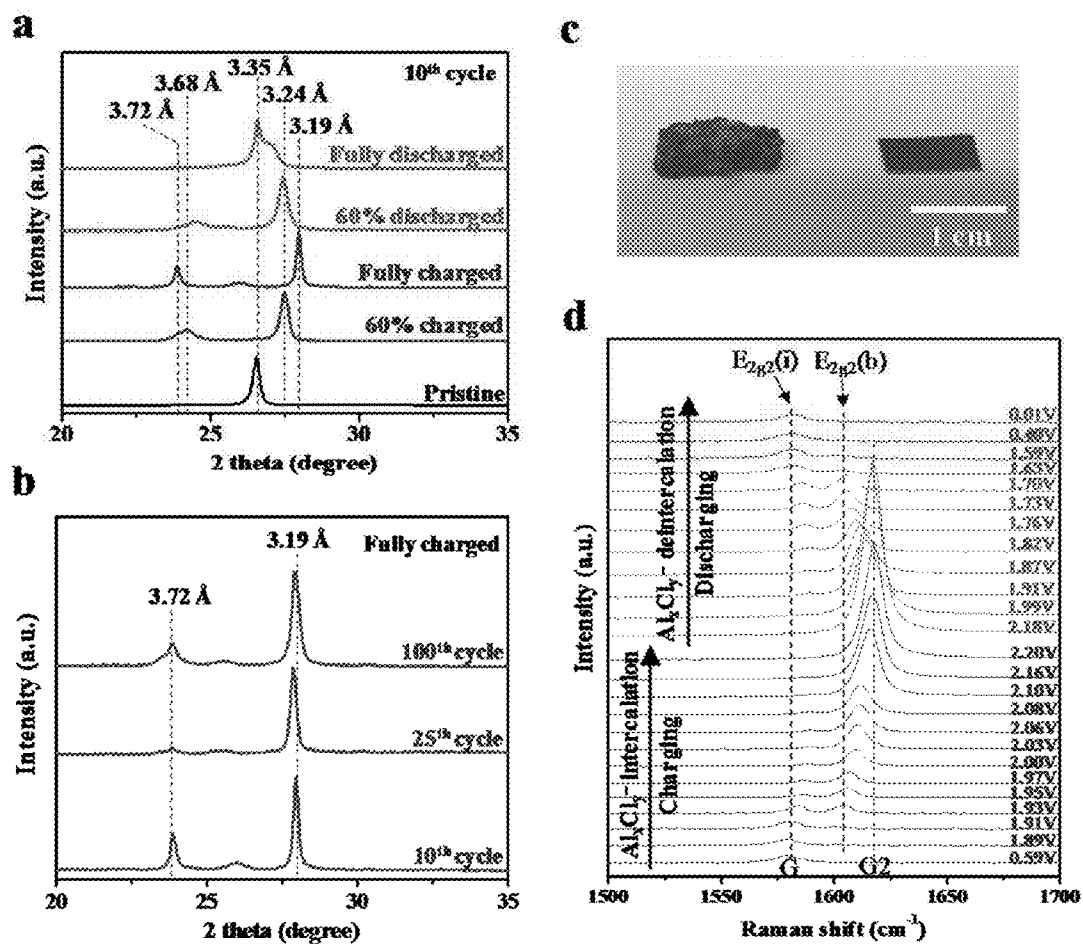 a
10th cycle
3.35 Å
3.68 Å
3.24 Å
3.72 Å
3.19 Å
Fully discharged
60% discharged
Fully charged
60% charged
Pristine
Intensity (a.u.)
20 25 30 35
2 theta (degree)
b
Fully charged
3.19 Å
3.72 Å
100th cycle
25th cycle
10th cycle
Intensity (a.u.)
20 25 30 35
2 theta (degree)
c
1 cm
d
E2g2(i) E2g2(b)
0.01V
0.40V
1.59V
1.65V
1.70V
1.73V
1.76V
1.82V
1.87V
1.91V
1.99V
2.18V
2.20V
2.16V
2.10V
2.08V
2.06V
2.03V
2.00V
1.97V
1.95V
1.93V
1.91V
1.89V
0.59V
AlxCly- deintercalation
Discharging
AlxCly- Intercalation
Charging
G G2
Intensity (a.u.)
1500 1550 1600 1650 1700
Raman shift (cm-1)